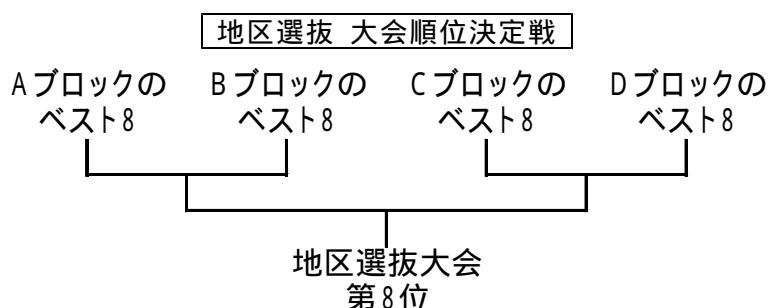 地区選抜 大会順位決定戦
Aブロックの Bブロックの Cブロックの Dブロックの
ベスト8 ベスト8 ベスト8 ベスト8
地区選抜大会
第8位